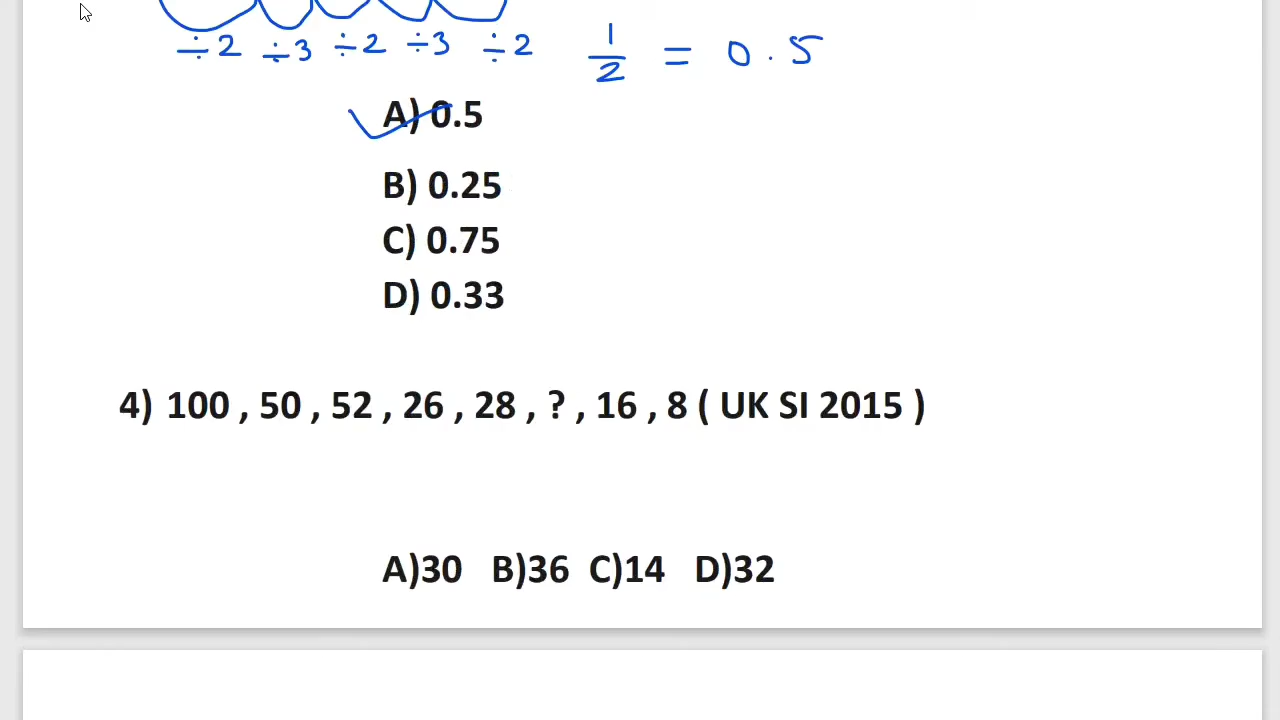 ÷2 ÷3 ÷2 ÷3 ÷2 1/2 = 0.5
A) 0.5
B) 0.25
C) 0.75
D) 0.33
4) 100 , 50 , 52 , 26 , 28 , ? , 16 , 8 ( UK SI 2015 )
A)30 B)36 C)14 D)32